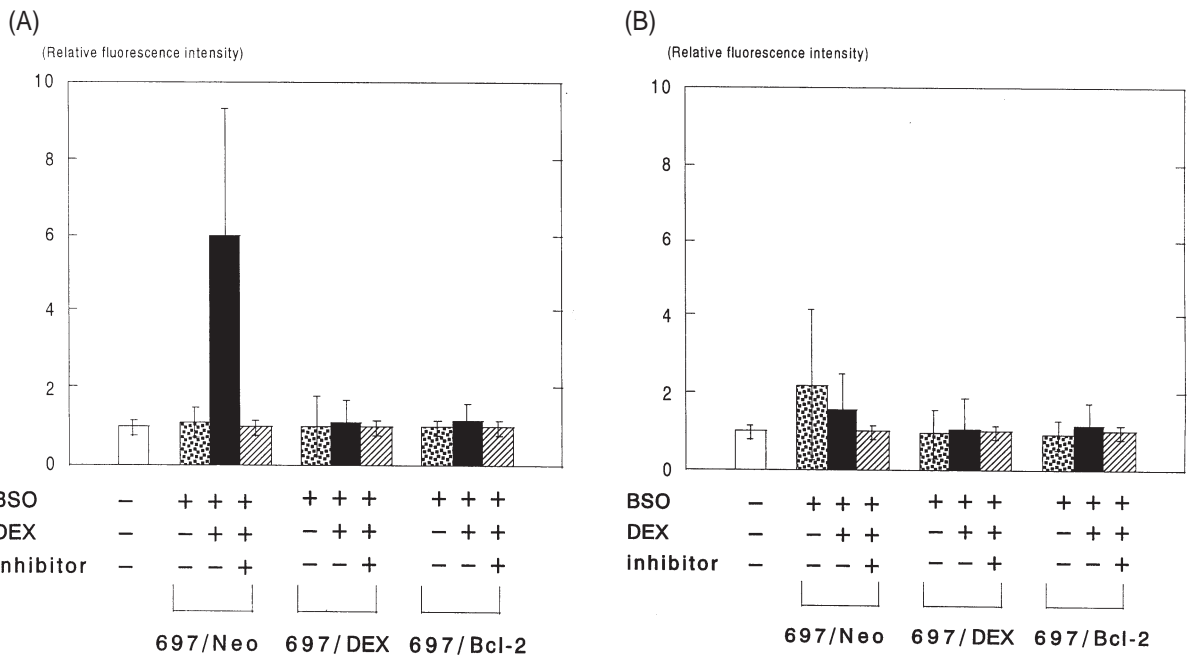 (A)
(Relative fluorescence intensity)
10
8
6
4
2
0
BSO − + + + + + + + + +
DEX − − + + − + + − + +
nhibitor − − − + − − + − − +
697/Neo 697/DEX 697/Bcl-2
(B)
(Relative fluorescence intensity)
10
8
6
4
2
0
BSO − + + + + + + + + +
DEX − − + + − + + − + +
inhibitor − − − + − − + − − +
697/Neo 697/DEX 697/Bcl-2